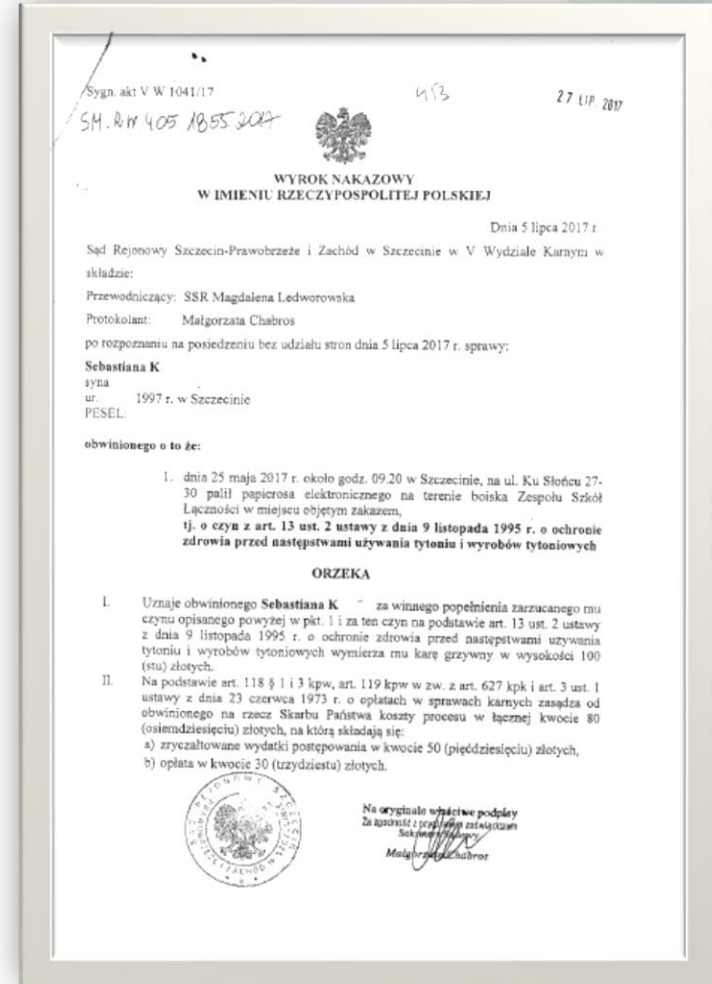 Sygn. akt V W 1041/17
453
27 LIP. 2017
SM.RW 405 1855 2017
WYROK NAKAZOWY
W IMIENIU RZECZYPOSPOLITEJ POLSKIEJ
Dnia 5 lipca 2017 r.
Sąd Rejonowy Szczecin-Prawobrzeże i Zachód w Szczecinie w V Wydziale Karnym w
składzie:
Przewodniczący: SSR Magdalena Ledworowska
Protokolant: Małgorzata Chabros
po rozpoznaniu na posiedzeniu bez udziału stron dnia 5 lipca 2017 r. sprawy:
Sebastiana K
syna
ur. 1997 r. w Szczecinie
PESEL:
obwinionego o to że:
1. dnia 25 maja 2017 r. około godz. 09.20 w Szczecinie, na ul. Ku Słońcu 27-
30 palił papierosa elektronicznego na terenie boiska Zespołu Szkół
Łączności w miejscu objętym zakazem,
tj. o czyn z art. 13 ust. 2 ustawy z dnia 9 listopada 1995 r. o ochronie
zdrowia przed następstwami używania tytoniu i wyrobów tytoniowych
ORZEKA
I. Uznaje obwinionego Sebastiana K za winnego popełnienia zarzucanego mu
czynu opisanego powyżej w pkt. 1 i za ten czyn na podstawie art. 13 ust. 2 ustawy
z dnia 9 listopada 1995 r. o ochronie zdrowia przed następstwami używania
tytoniu i wyrobów tytoniowych wymierza mu karę grzywny w wysokości 100
(stu) złotych.
II. Na podstawie art. 118 § 1 i 3 kpw, art. 119 kpw w zw. z art. 627 kpk i art. 3 ust. 1
ustawy z dnia 23 czerwca 1973 r. o opłatach w sprawach karnych zasądza od
obwinionego na rzecz Skarbu Państwa koszty procesu w łącznej kwocie 80
(osiemdziesięciu) złotych, na którą składają się:
a) zryczałtowane wydatki postępowania w kwocie 50 (pięćdziesięciu) złotych,
b) opłata w kwocie 30 (trzydziestu) złotych.
Na oryginale właściwe podpisy
Za zgodność z zaświadczam
Małgorzata Chabros